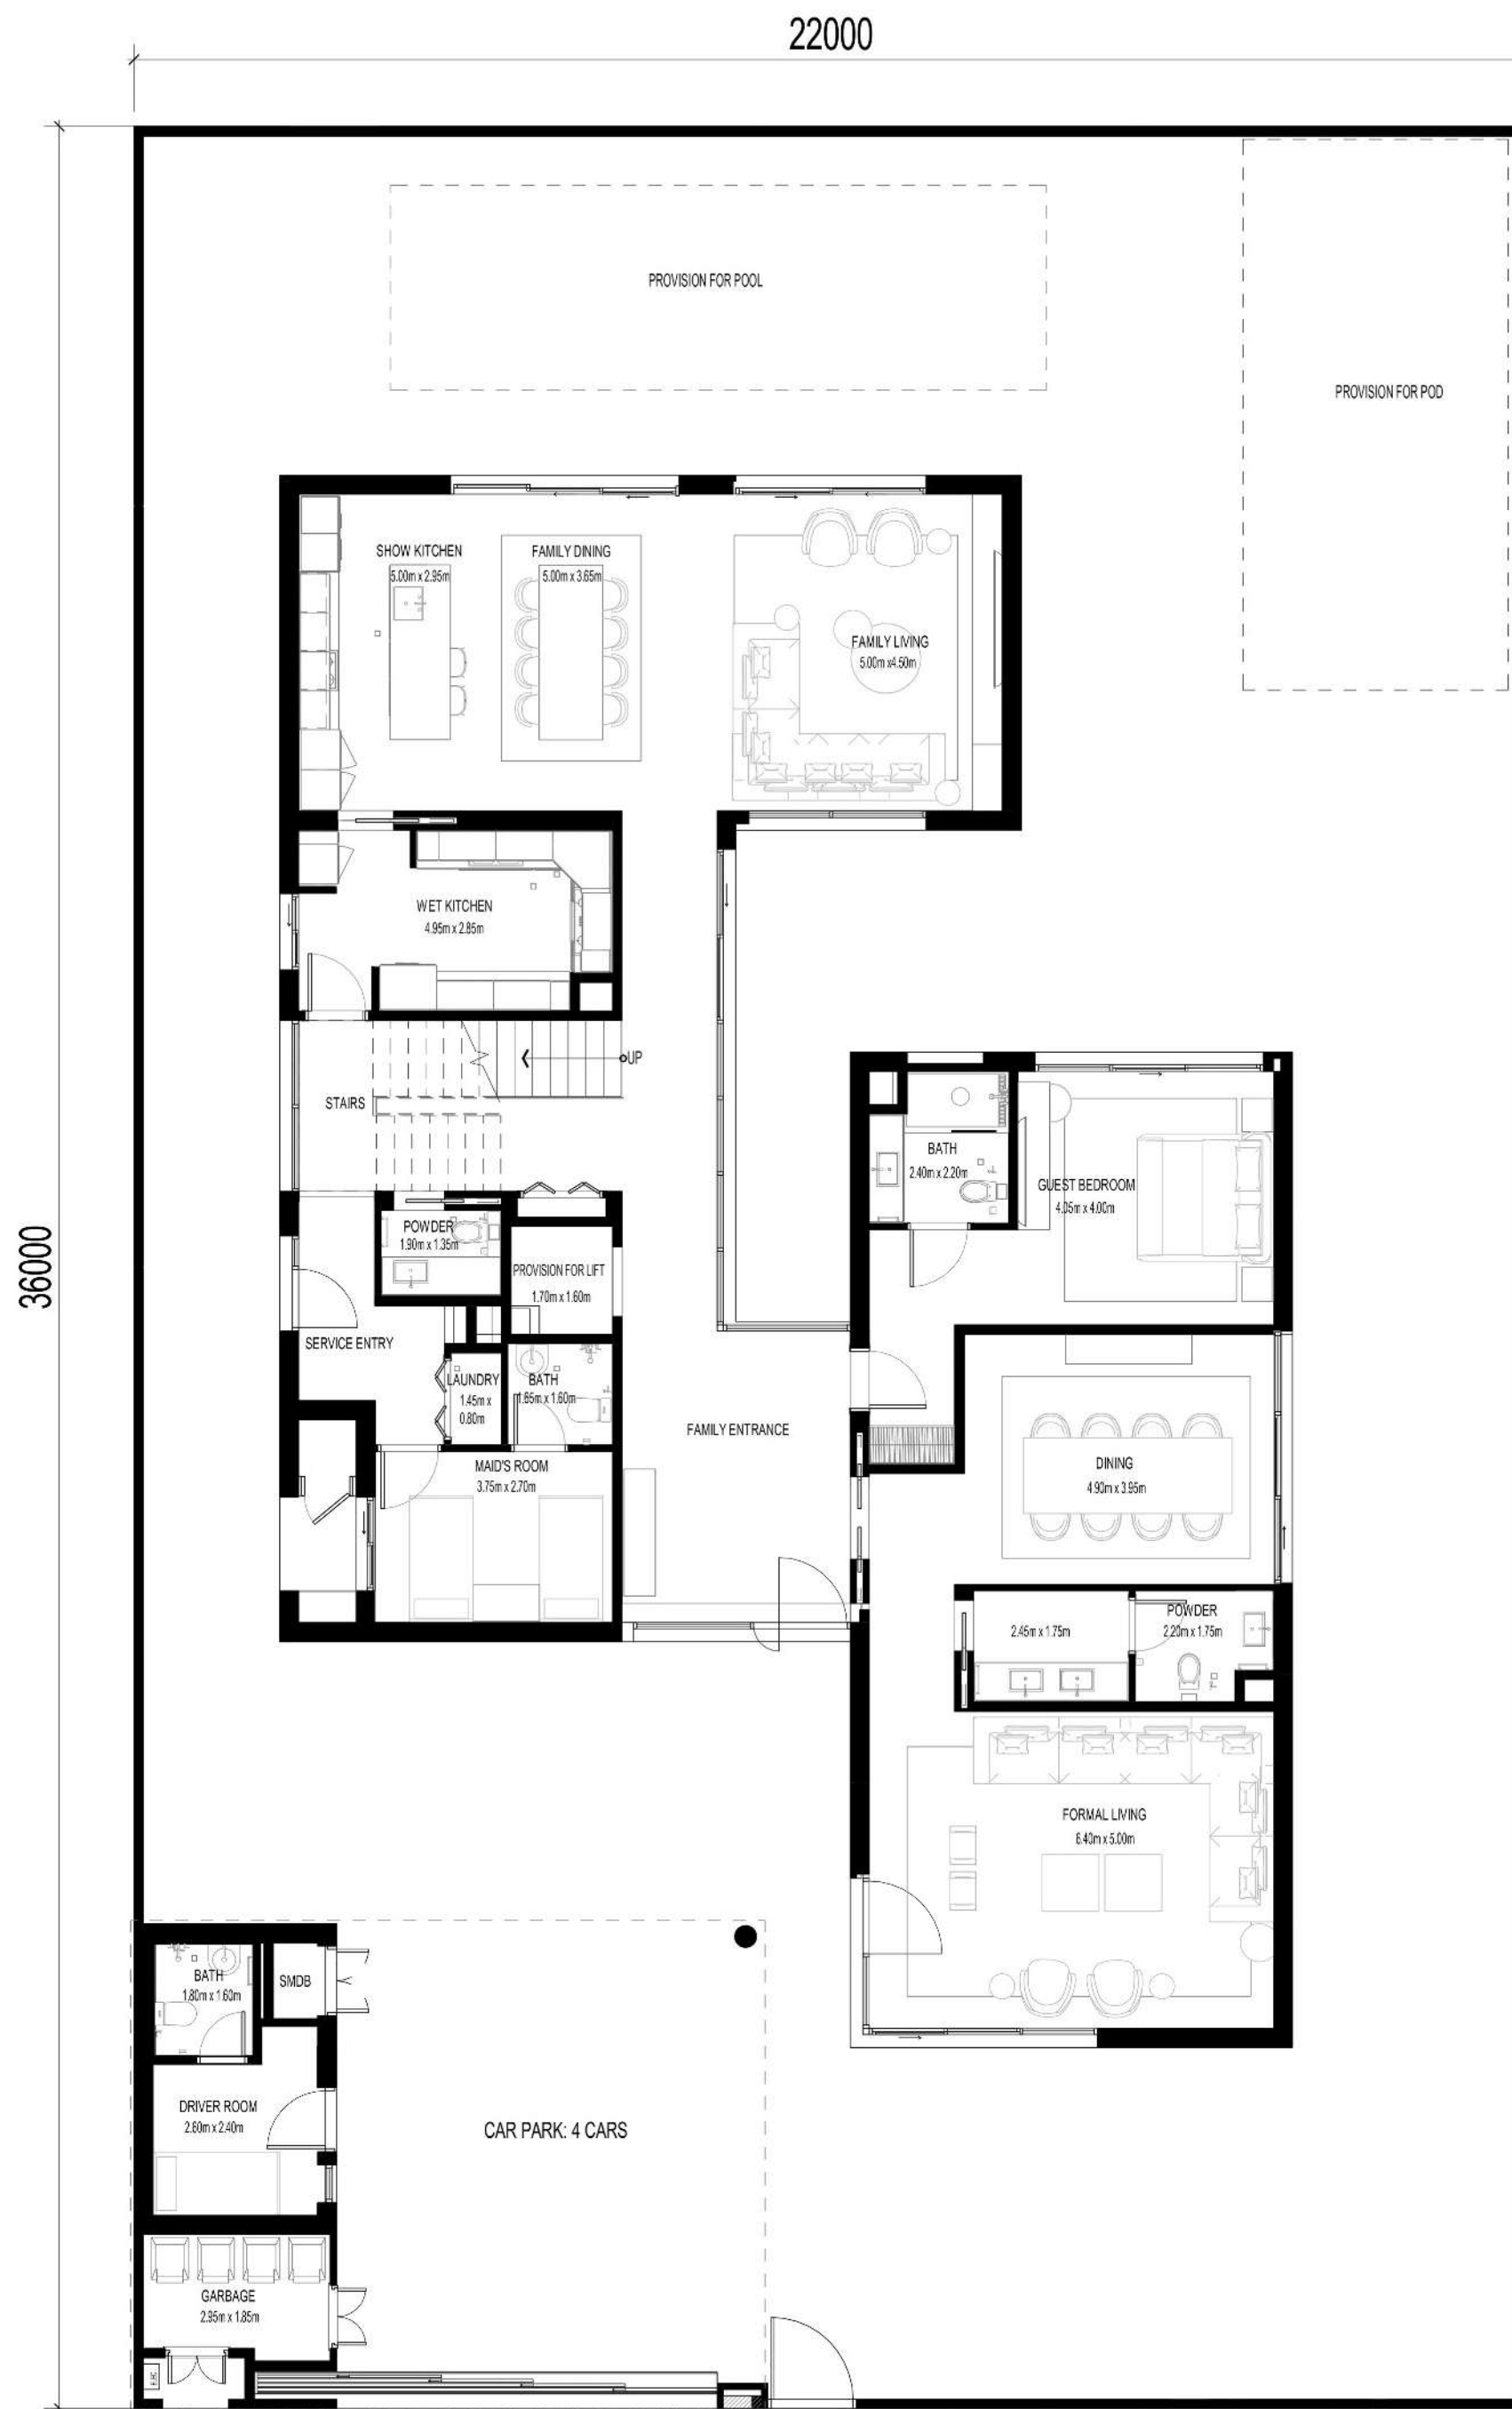 22000
36000
PROVISION FOR POOL
PROVISION FOR POD
SHOW KITCHEN
5.00m x 2.95m
FAMILY DINING
5.00m x 3.65m
FAMILY LIVING
5.00m x4.50m
WET KITCHEN
4.95m x 2.85m
UP
STAIRS
BATH
2.40m x 2.20m
GUEST BEDROOM
4.05m x 4.00m
POWDER
1.90m x 1.35m
PROVISION FOR LIFT
1.70m x 1.60m
SERVICE ENTRY
LAUNDRY
1.45m x
0.80m
BATH
1.65m x 1.60m
FAMILY ENTRANCE
MAID'S ROOM
3.75m x 2.70m
DINING
4.90m x 3.95m
2.45m x 1.75m
POWDER
2.20m x 1.75m
FORMAL LIVING
6.40m x 5.00m
BATH
1.80m x 1.60m
SMDB
DRIVER ROOM
2.60m x 2.40m
CAR PARK: 4 CARS
GARBAGE
2.95m x 1.85m